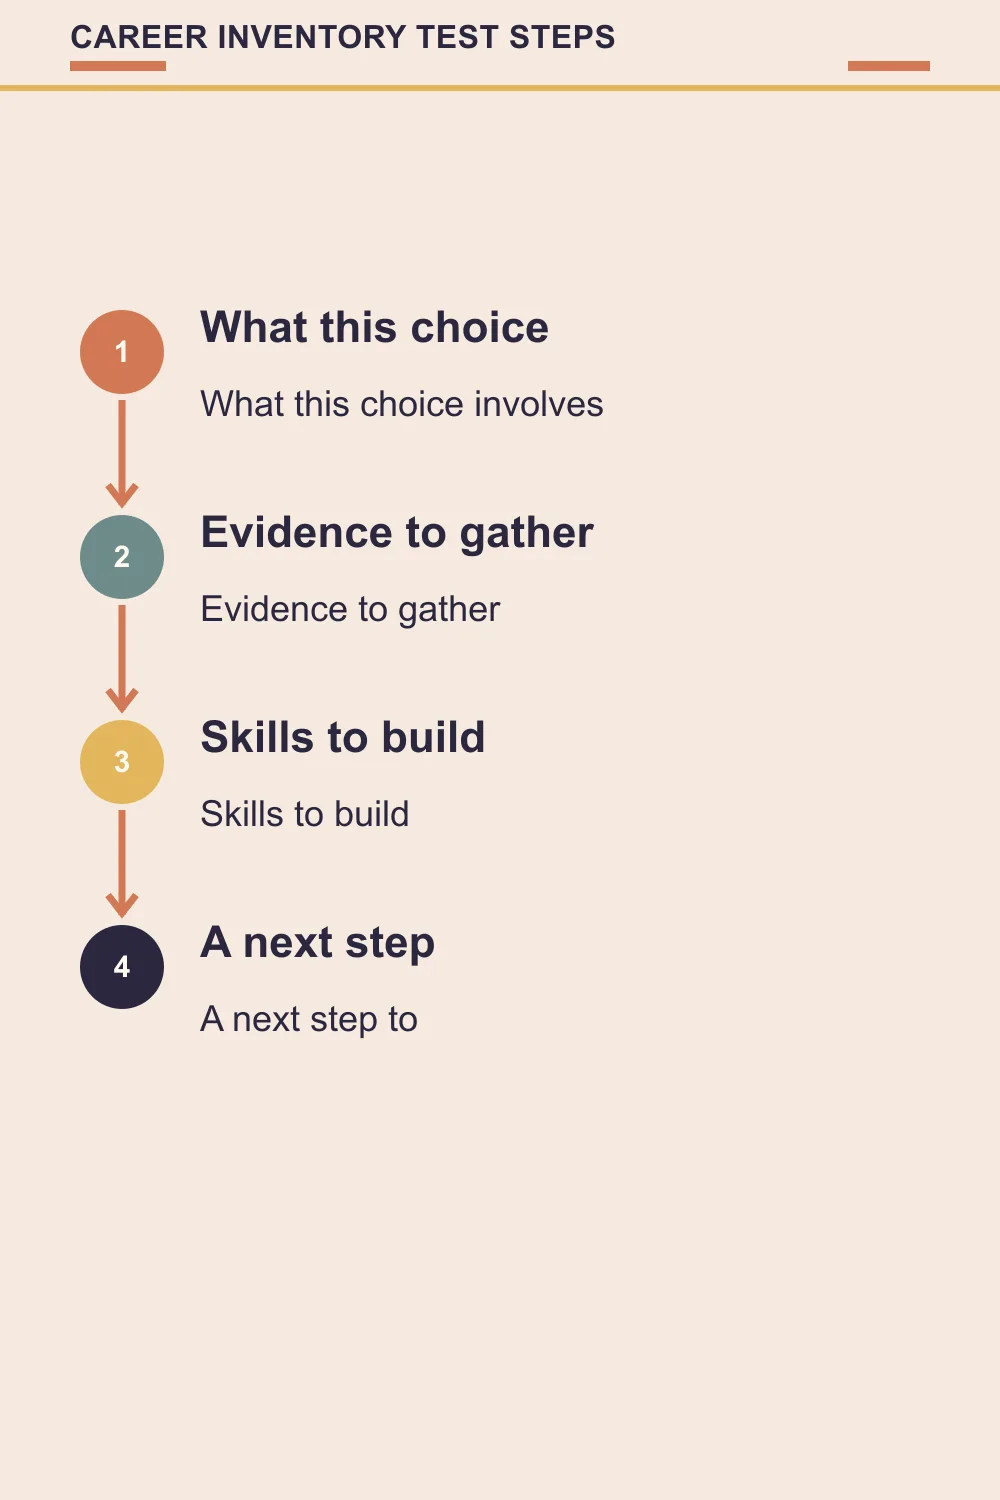 CAREER INVENTORY TEST STEPS
1
What this choice
What this choice involves
2
Evidence to gather
Evidence to gather
3
Skills to build
Skills to build
4
A next step
A next step to